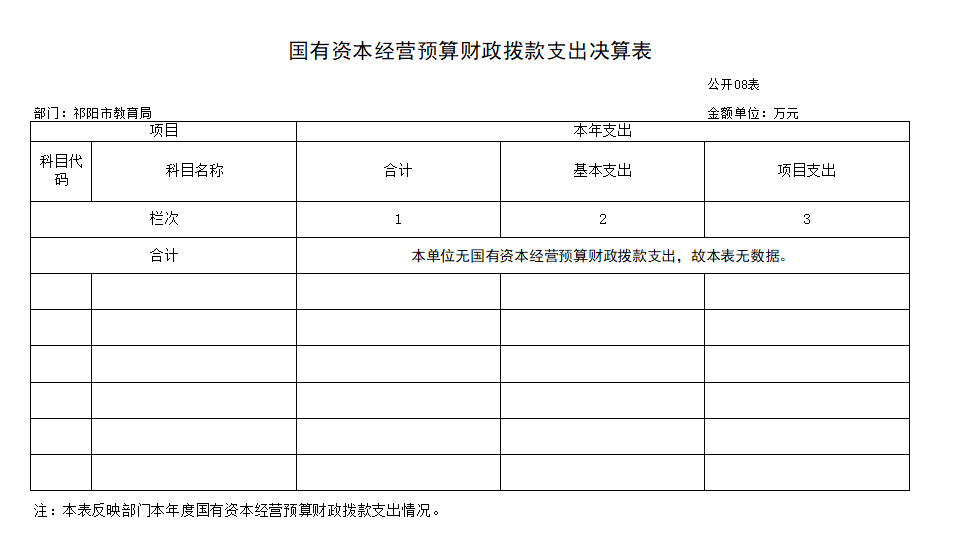 国有资本经营预算财政拨款支出决算表
公开08表
部门：祁阳市教育局 金额单位：万元
项目 本年支出
科目代码 科目名称 合计 基本支出 项目支出
栏次 1 2 3
合计 本单位无国有资本经营预算财政拨款支出，故本表无数据。
注：本表反映部门本年度国有资本经营预算财政拨款支出情况。